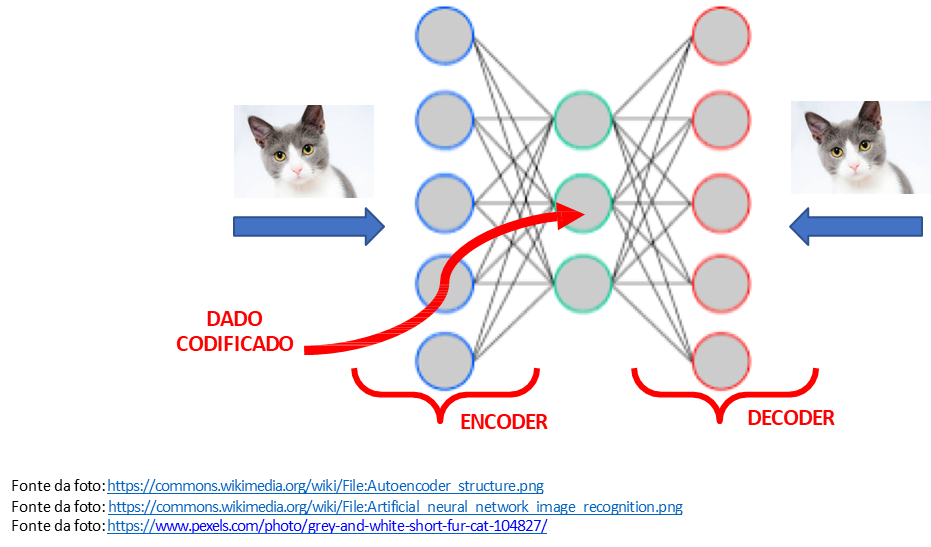 DADO
CODIFICADO
ENCODER
DECODER
Fonte da foto: https://commons.wikimedia.org/wiki/File:Autoencoder_structure.png
Fonte da foto: https://commons.wikimedia.org/wiki/File:Artificial_neural_network_image_recognition.png
Fonte da foto: https://www.pexels.com/photo/grey-and-white-short-fur-cat-104827/